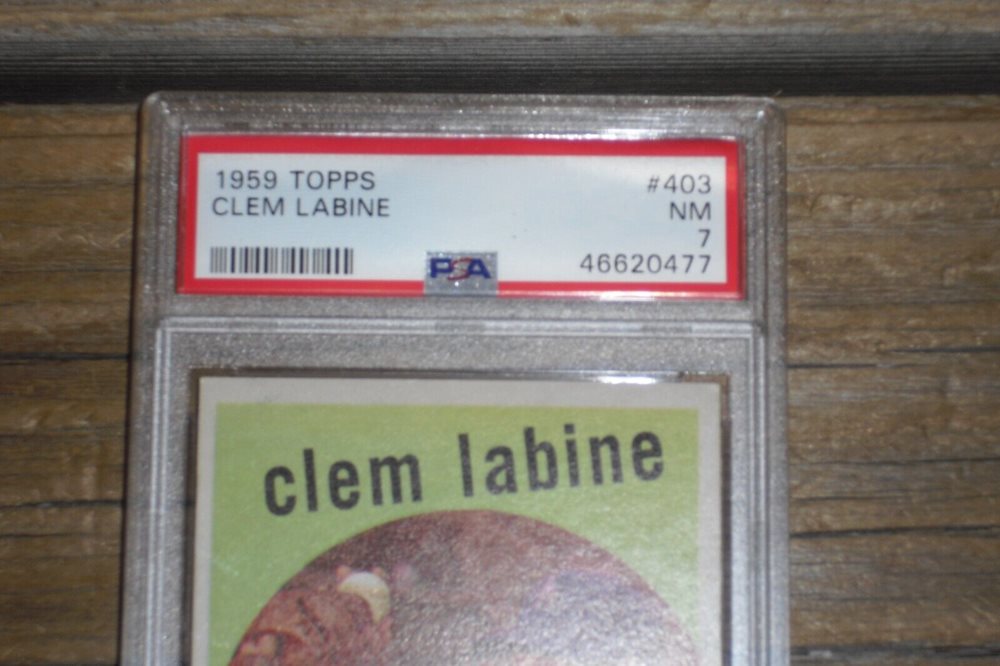 1959 TOPPS #403
CLEM LABINE NM
7
PSA 46620477
clem labine